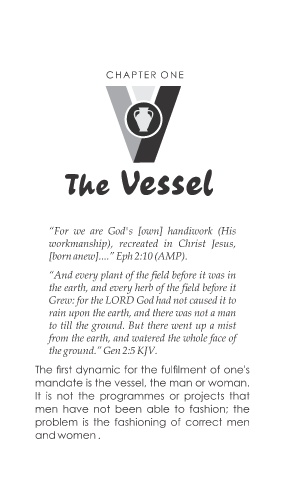 CHAPTER ONE
The Vessel
“For we are God's [own] handiwork (His
workmanship), recreated in Christ Jesus,
[born anew]....” Eph 2:10 (AMP).
“And every plant of the field before it was in
the earth, and every herb of the field before it
Grew: for the LORD God had not caused it to
rain upon the earth, and there was not a man
to till the ground. But there went up a mist
from the earth, and watered the whole face of
the ground.” Gen 2:5 KJV.
The first dynamic for the fulfilment of one's
mandate is the vessel, the man or woman.
It is not the programmes or projects that
men have not been able to fashion; the
problem is the fashioning of correct men
and women .